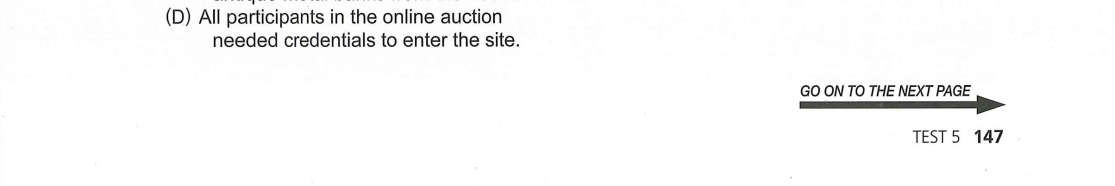 (D) All participants in the online auction
needed credentials to enter the site.
GO ON TO THE NEXT PAGE
TEST 5 147